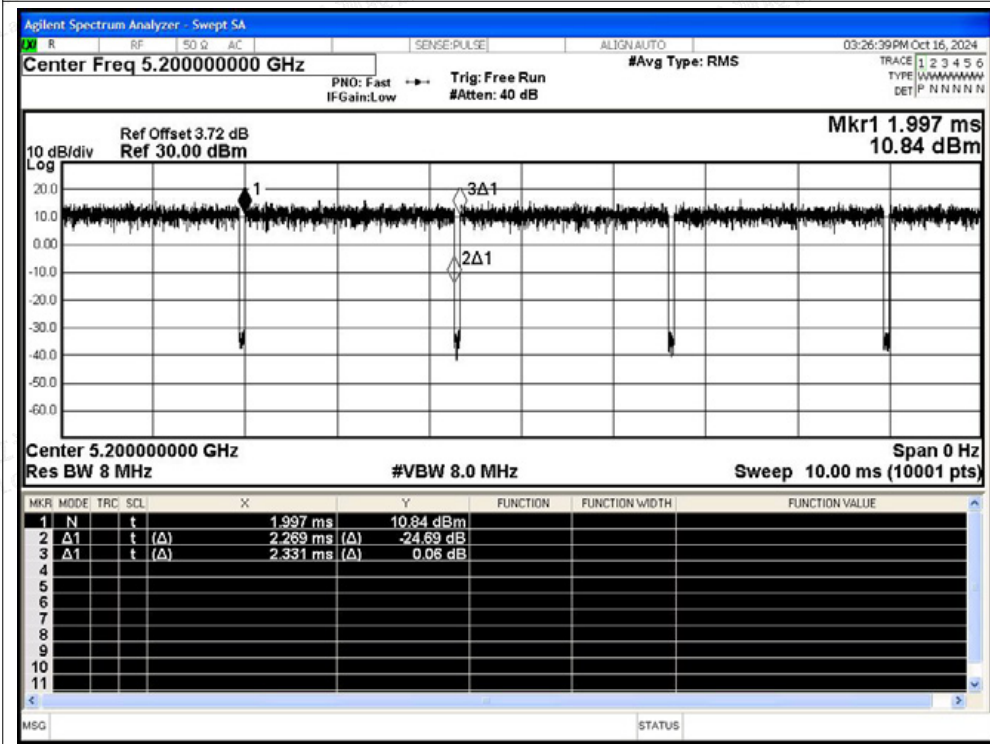 Agilent Spectrum Analyzer - Swept SA
LXI R RF 50 Ω AC SENSE:PULSE ALIGN AUTO 03:26:39 PM Oct 16, 2024
Center Freq 5.200000000 GHz #Avg Type: RMS TRACE 1 2 3 4 5 6
PNO: Fast Trig: Free Run TYPE WWWWWW
IFGain:Low #Atten: 40 dB DET P N N N N N
Mkr1 1.997 ms
Ref Offset 3.72 dB
10 dB/div Ref 30.00 dBm 10.84 dBm
Log
20.0
1
3Δ1
10.0
0.00
2Δ1
-10.0
-20.0
-30.0
-40.0
-50.0
-60.0
Center 5.200000000 GHz Span 0 Hz
Res BW 8 MHz #VBW 8.0 MHz Sweep 10.00 ms (10001 pts)
MKR MODE TRC SCL X Y FUNCTION FUNCTION WIDTH FUNCTION VALUE
1 N t 1.997 ms 10.84 dBm
2 Δ1 t (Δ) 2.269 ms (Δ) -24.69 dB
3 Δ1 t (Δ) 2.331 ms (Δ) 0.06 dB
4
5
6
7
8
9
10
11
MSG STATUS